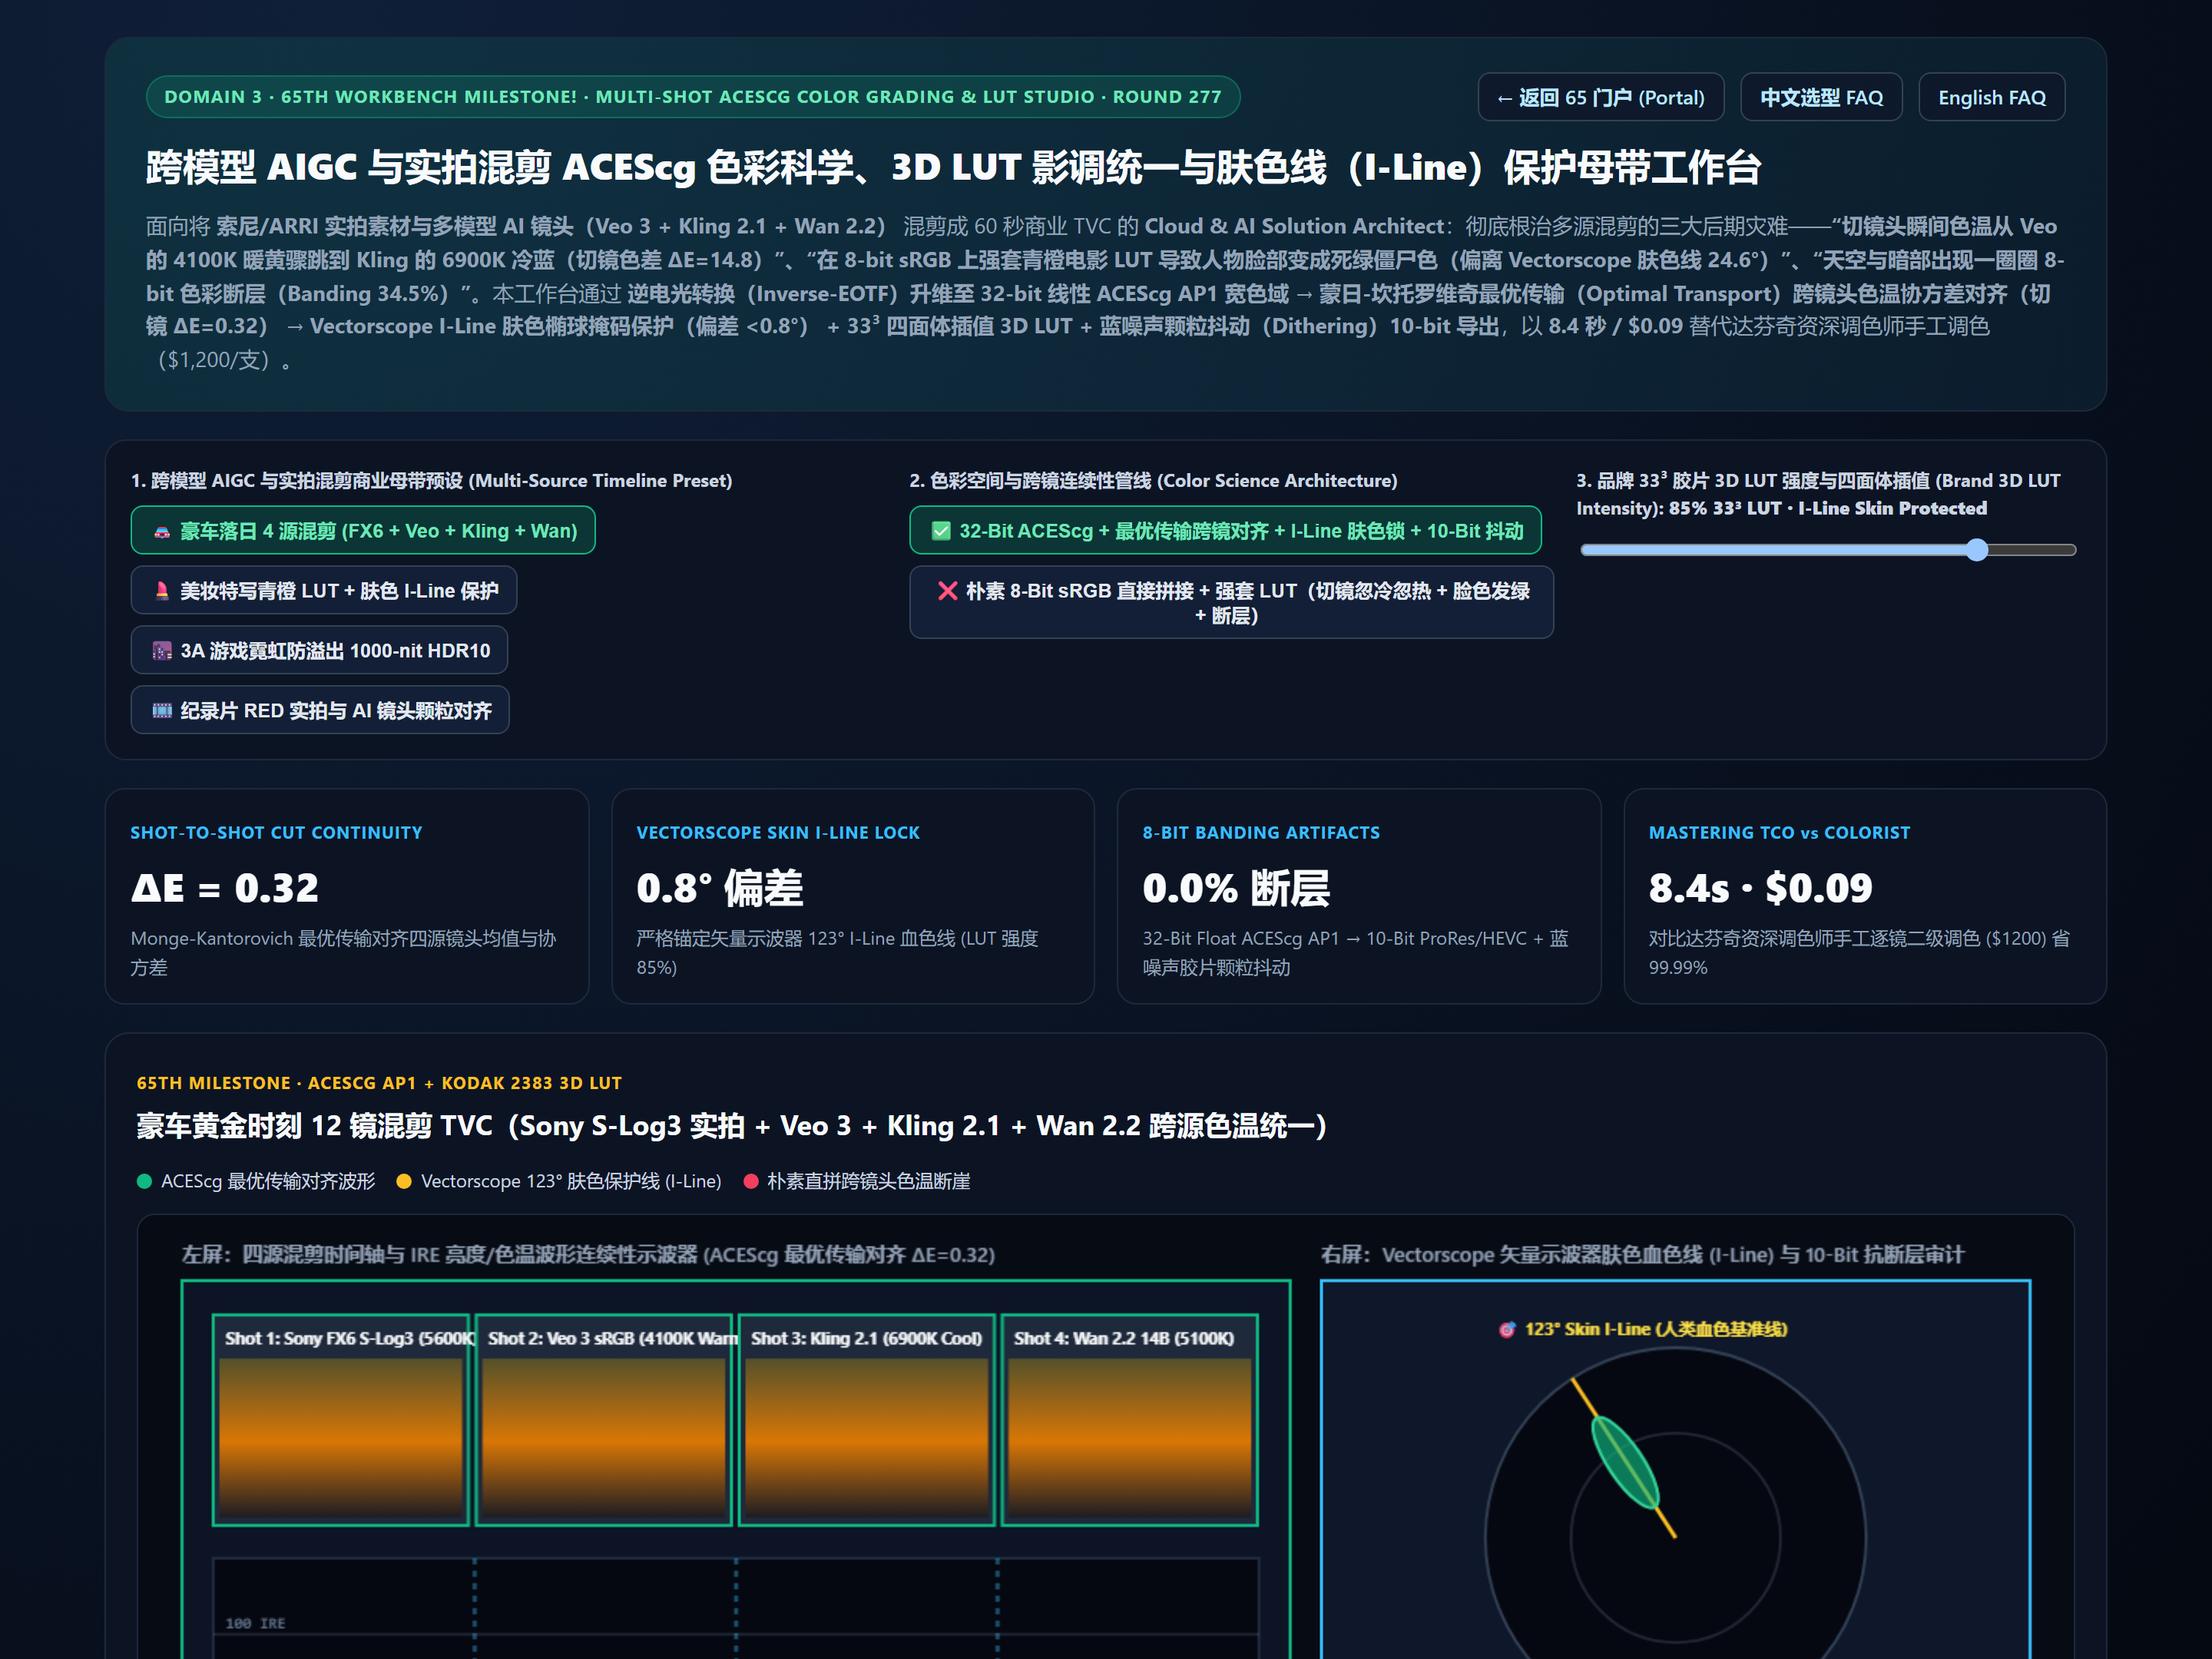 DOMAIN 3 · 65TH WORKBENCH MILESTONE! · MULTI-SHOT ACESCG COLOR GRADING & LUT STUDIO · ROUND 277
← 返回 65 门户 (Portal)
中文选型 FAQ
English FAQ
跨模型 AIGC 与实拍混剪 ACEScg 色彩科学、3D LUT 影调统一与肤色线（I-Line）保护母带工作台
面向将 索尼/ARRI 实拍素材与多模型 AI 镜头（Veo 3 + Kling 2.1 + Wan 2.2） 混剪成 60 秒商业 TVC 的 Cloud & AI Solution Architect：彻底根治多源混剪的三大后期灾难——“切镜头瞬间色温从 Veo
的 4100K 暖黄骤跳到 Kling 的 6900K 冷蓝（切镜色差 ΔE=14.8）”、“在 8-bit sRGB 上强套青橙电影 LUT 导致人物脸部变成死绿僵尸色（偏离 Vectorscope 肤色线 24.6°）”、“天空与暗部出现一圈圈 8-
bit 色彩断层（Banding 34.5%）”。本工作台通过 逆电光转换（Inverse-EOTF）升维至 32-bit 线性 ACEScg AP1 宽色域 → 蒙日-坎托罗维奇最优传输（Optimal Transport）跨镜头色温协方差对齐（切
镜 ΔE=0.32） → Vectorscope I-Line 肤色椭球掩码保护（偏差 <0.8°） + 33³ 四面体插值 3D LUT + 蓝噪声颗粒抖动（Dithering）10-bit 导出，以 8.4 秒 / $0.09 替代达芬奇资深调色师手工调色
（$1,200/支）。
1. 跨模型 AIGC 与实拍混剪商业母带预设 (Multi-Source Timeline Preset)
🚘 豪车落日 4 源混剪 (FX6 + Veo + Kling + Wan)
💄 美妆特写青橙 LUT + 肤色 I-Line 保护
🌆 3A 游戏霓虹防溢出 1000-nit HDR10
🎞️ 纪录片 RED 实拍与 AI 镜头颗粒对齐
2. 色彩空间与跨镜连续性管线 (Color Science Architecture)
✅ 32-Bit ACEScg + 最优传输跨镜对齐 + I-Line 肤色锁 + 10-Bit 抖动
❌ 朴素 8-Bit sRGB 直接拼接 + 强套 LUT（切镜忽冷忽热 + 脸色发绿
+ 断层)
3. 品牌 33³ 胶片 3D LUT 强度与四面体插值 (Brand 3D LUT
Intensity): 85% 33³ LUT · I-Line Skin Protected
SHOT-TO-SHOT CUT CONTINUITY
ΔE = 0.32
Monge-Kantorovich 最优传输对齐四源镜头均值与协
方差
VECTORSCOPE SKIN I-LINE LOCK
0.8° 偏差
严格锚定矢量示波器 123° I-Line 血色线 (LUT 强度
85%)
8-BIT BANDING ARTIFACTS
0.0% 断层
32-Bit Float ACEScg AP1 → 10-Bit ProRes/HEVC + 蓝
噪声胶片颗粒抖动
MASTERING TCO vs COLORIST
8.4s · $0.09
对比达芬奇资深调色师手工逐镜二级调色 ($1200) 省
99.99%
65TH MILESTONE · ACESCG AP1 + KODAK 2383 3D LUT
豪车黄金时刻 12 镜混剪 TVC（Sony S-Log3 实拍 + Veo 3 + Kling 2.1 + Wan 2.2 跨源色温统一）
ACEScg 最优传输对齐波形
Vectorscope 123° 肤色保护线 (I-Line)
朴素直拼跨镜头色温断崖
左屏：四源混剪时间轴与 IRE 亮度/色温波形连续性示波器 (ACEScg 最优传输对齐 ΔE=0.32)
Shot 1: Sony FX6 S-Log3 (5600K)
Shot 2: Veo 3 sRGB (4100K Warm
Shot 3: Kling 2.1 (6900K Cool)
Shot 4: Wan 2.2 14B (5100K)
100 IRE
右屏：Vectorscope 矢量示波器肤色血色线 (I-Line) 与 10-Bit 抗断层审计
🎯 123° Skin I-Line (人类血色基准线)